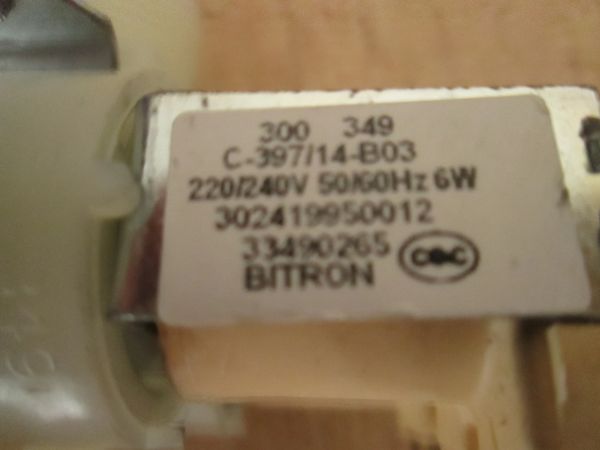 300 349
C-397/14-B03
220/240V 50/60Hz 6W
302419950012
33490265
BITRON